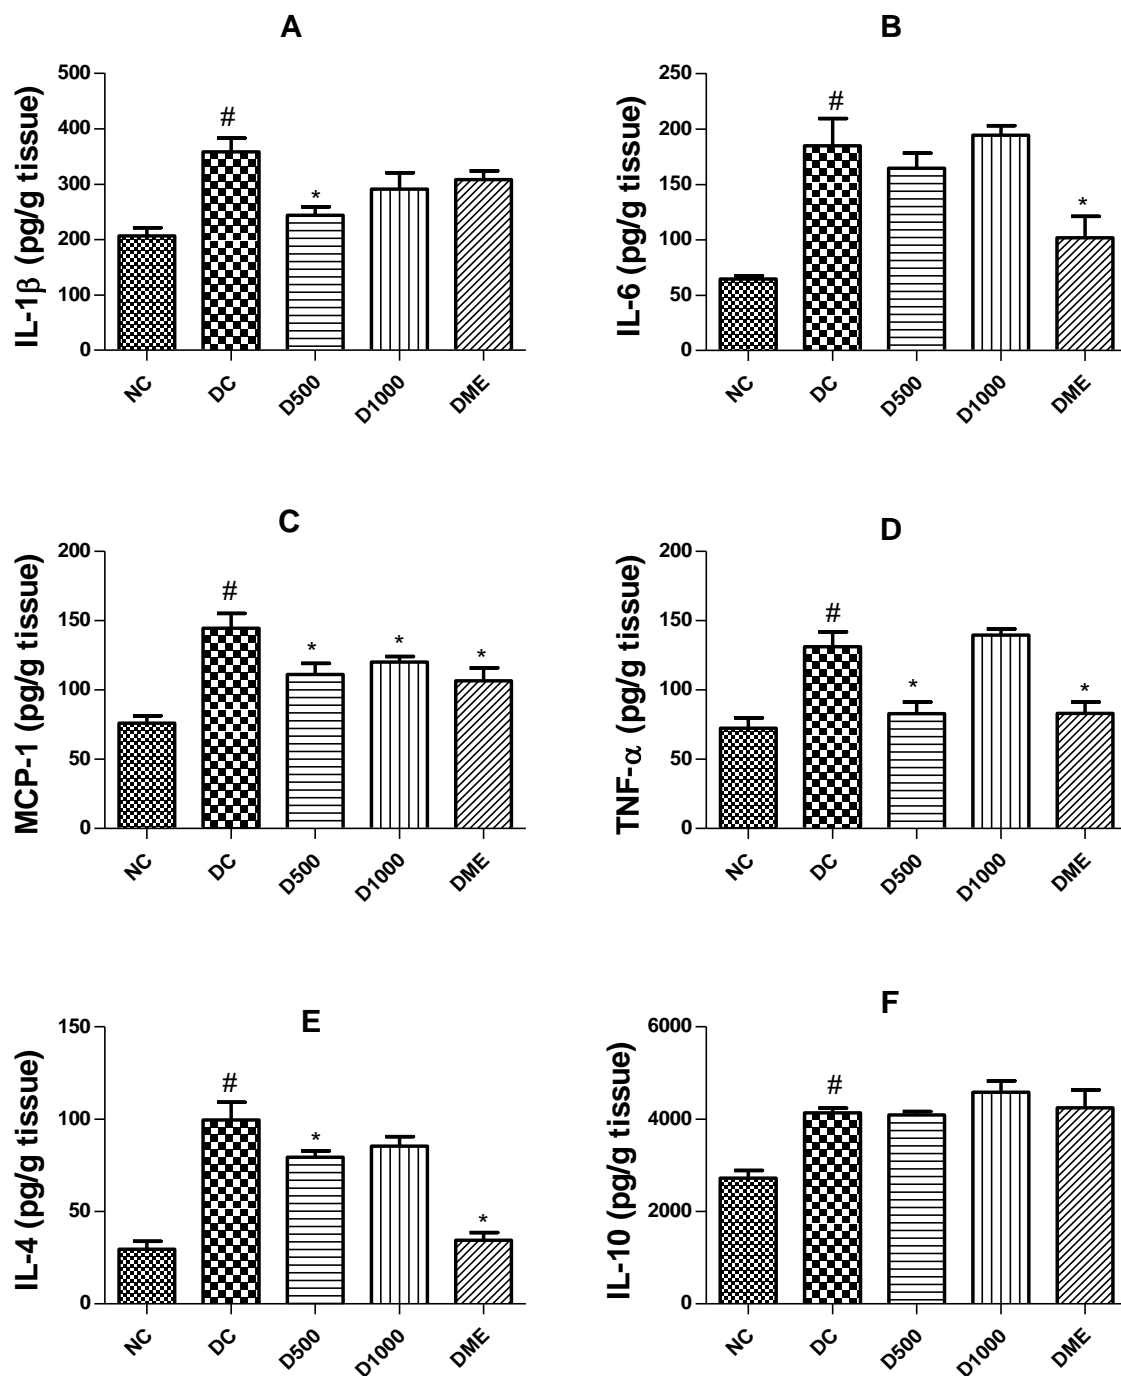 A
IL-1β (pg/g tissue)
500
400
300
200
100
0
#
*
NC
DC
D500
D1000
DME
B
IL-6 (pg/g tissue)
250
200
150
100
50
0
#
*
NC
DC
D500
D1000
DME
C
MCP-1 (pg/g tissue)
200
150
100
50
0
#
*
*
*
NC
DC
D500
D1000
DME
D
TNF-α (pg/g tissue)
200
150
100
50
0
#
*
*
NC
DC
D500
D1000
DME
E
IL-4 (pg/g tissue)
150
100
50
0
#
*
*
NC
DC
D500
D1000
DME
F
IL-10 (pg/g tissue)
6000
4000
2000
0
#
NC
DC
D500
D1000
DME